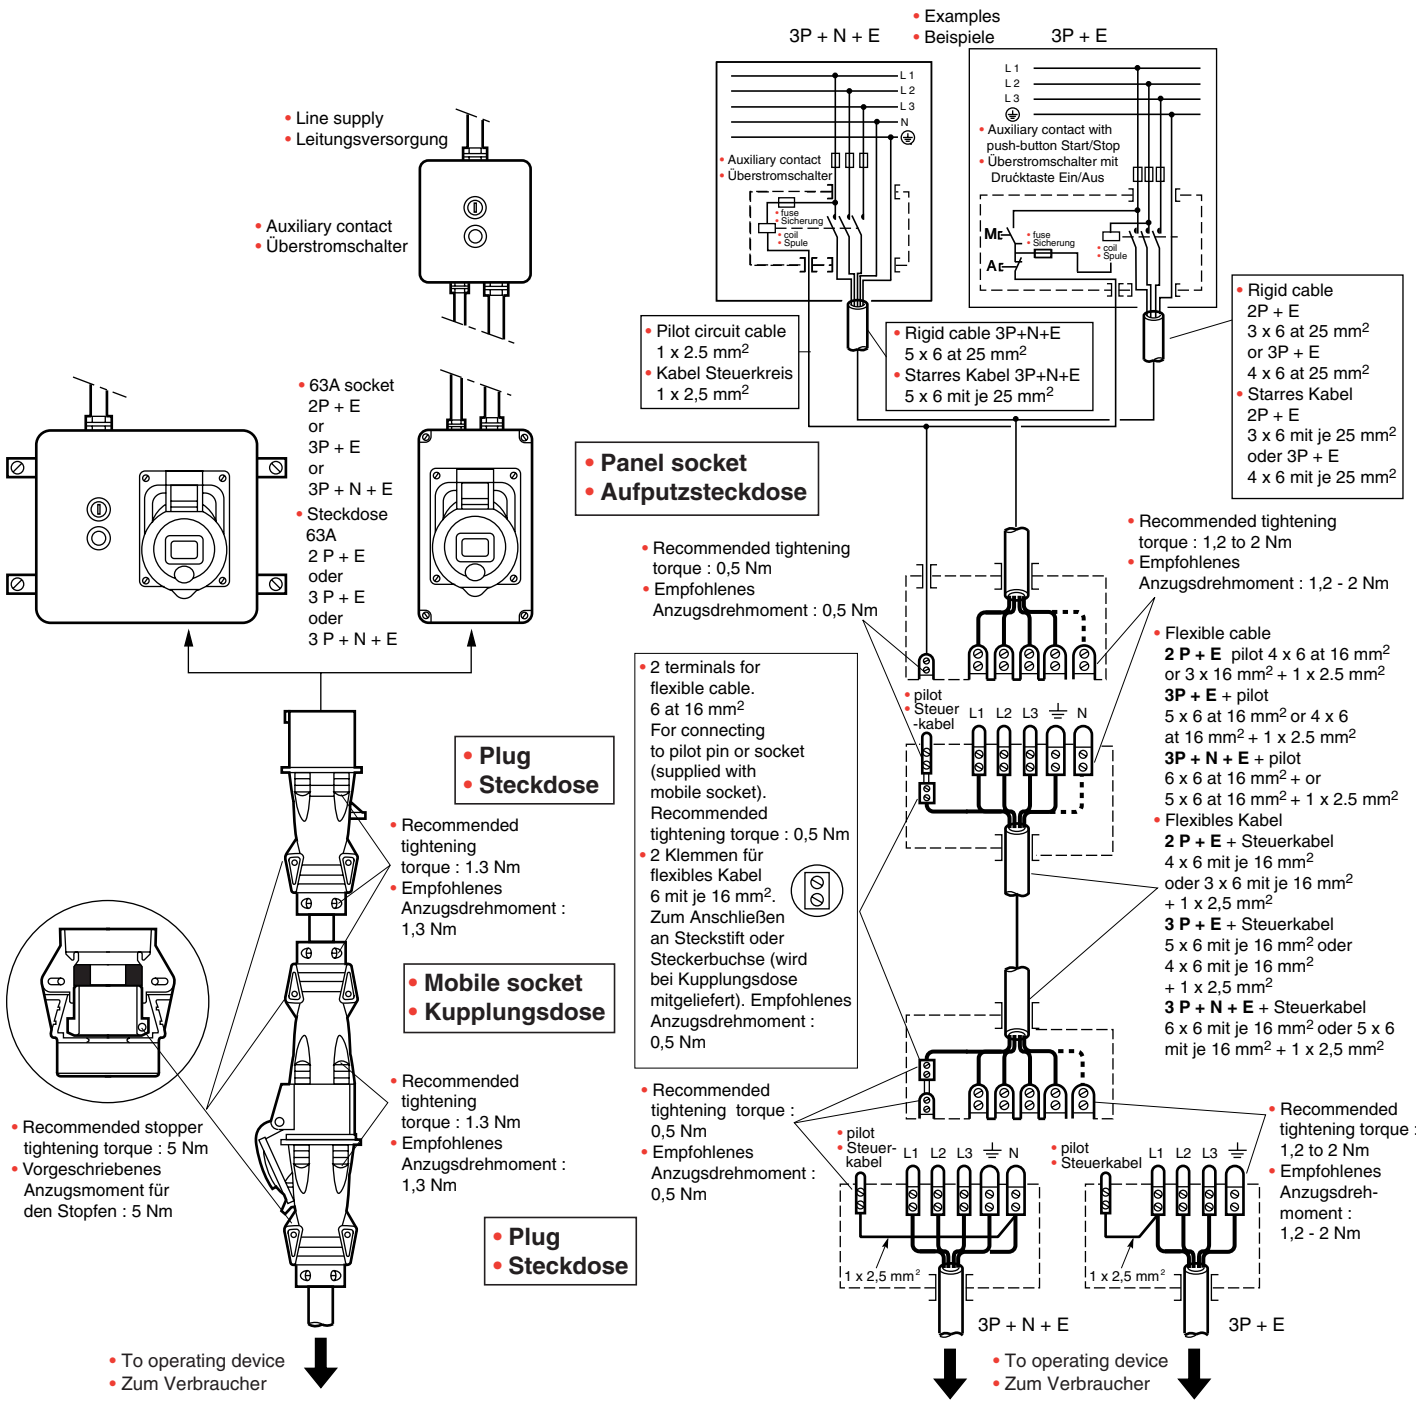 • Examples
• Beispiele
3P + N + E
3P + E
L 1
L 2
L 3
N
• Auxiliary contact
• Überstromschalter
• fuse
• Sicherung
• coil
• Spule
L 1
L 2
L 3
• Auxiliary contact with
push-button Start/Stop
• Überstromschalter mit
Drucktaste Ein/Aus
M
A
• fuse
• Sicherung
• coil
• Spule
• Line supply
• Leitungsversorgung
• Auxiliary contact
• Überstromschalter
• Pilot circuit cable
1 x 2.5 mm²
• Kabel Steuerkreis
1 x 2,5 mm²
• Rigid cable 3P+N+E
5 x 6 at 25 mm²
• Starres Kabel 3P+N+E
5 x 6 mit je 25 mm²
• Rigid cable
2P + E
3 x 6 at 25 mm²
or 3P + E
4 x 6 at 25 mm²
• Starres Kabel
2P + E
3 x 6 mit je 25 mm²
oder 3P + E
4 x 6 mit je 25 mm²
• 63A socket
2P + E
or
3P + E
or
3P + N + E
• Steckdose
63A
2 P + E
oder
3 P + E
oder
3 P + N + E
• Panel socket
• Aufputzsteckdose
• Recommended tightening
torque : 0,5 Nm
• Empfohlenes
Anzugsdrehmoment : 0,5 Nm
• Recommended tightening
torque : 1,2 to 2 Nm
• Empfohlenes
Anzugsdrehmoment : 1,2 - 2 Nm
• 2 terminals for
flexible cable.
6 at 16 mm²
For connecting
to pilot pin or socket
(supplied with
mobile socket).
Recommended
tightening torque : 0,5 Nm
• 2 Klemmen für
flexibles Kabel
6 mit je 16 mm².
Zum Anschließen
an Steckstift oder
Steckerbuchse (wird
bei Kupplungsdose
mitgeliefert). Empfohlenes
Anzugsdrehmoment :
0,5 Nm
• pilot
• Steuer
-kabel
L1 L2 L3 N
• Flexible cable
2 P + E pilot 4 x 6 at 16 mm²
or 3 x 16 mm² + 1 x 2.5 mm²
3P + E + pilot
5 x 6 at 16 mm² or 4 x 6
at 16 mm² + 1 x 2.5 mm²
3P + N + E + pilot
6 x 6 at 16 mm² + or
5 x 6 at 16 mm² + 1 x 2.5 mm²
• Flexibles Kabel
2 P + E + Steuerkabel
4 x 6 mit je 16 mm²
oder 3 x 6 mit je 16 mm²
+ 1 x 2,5 mm²
3 P + E + Steuerkabel
5 x 6 mit je 16 mm² oder
4 x 6 mit je 16 mm²
+ 1 x 2,5 mm²
3 P + N + E + Steuerkabel
6 x 6 mit je 16 mm² oder 5 x 6
mit je 16 mm² + 1 x 2,5 mm²
• Plug
• Steckdose
• Recommended
tightening
torque : 1.3 Nm
• Empfohlenes
Anzugsdrehmoment :
1,3 Nm
• Mobile socket
• Kupplungsdose
• Recommended
tightening
torque : 1.3 Nm
• Empfohlenes
Anzugsdrehmoment :
1,3 Nm
• Recommended stopper
tightening torque : 5 Nm
• Vorgeschriebenes
Anzugsmoment für
den Stopfen : 5 Nm
• Plug
• Steckdose
• Recommended
tightening torque :
0,5 Nm
• Empfohlenes
Anzugsdrehmoment :
0,5 Nm
• pilot
• Steuer-
kabel
L1 L2 L3 N
• pilot
• Steuerkabel
L1 L2 L3
• Recommended
tightening torque :
1,2 to 2 Nm
• Empfohlenes
Anzugsdreh-
moment :
1,2 - 2 Nm
1 x 2,5 mm²
1 x 2,5 mm²
3P + N + E
3P + E
• To operating device
• Zum Verbraucher
• To operating device
• Zum Verbraucher